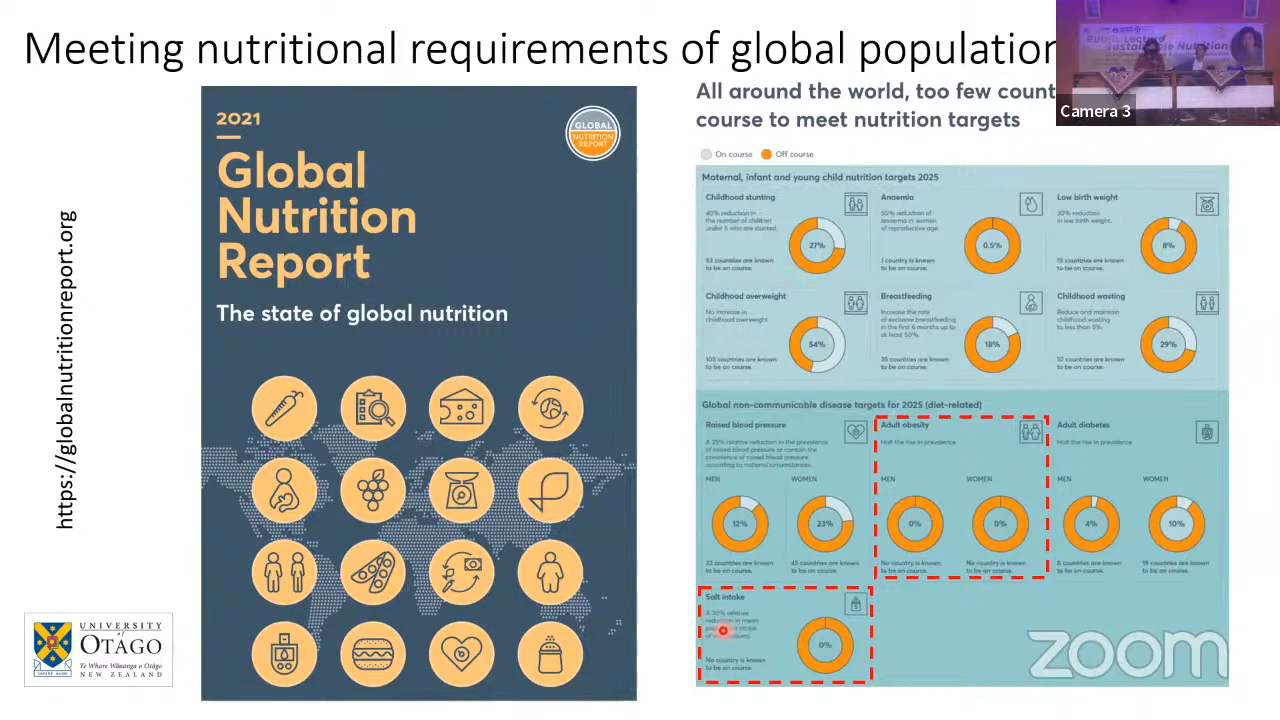 Meeting nutritional requirements of global population
Public Lecture
Sustainable Nutrition
Camera 3
https://globalnutritionreport.org
2021
GLOBAL
NUTRITION
REPORT
Global
Nutrition
Report
The state of global nutrition
UNIVERSITY
of
OTAGO
Te Whare Wānanga o Otāgo
NEW ZEALAND
SAPERE AUDE
All around the world, too few count
course to meet nutrition targets
On course
Off course
Maternal, infant and young child nutrition targets 2025
Childhood stunting
40% reduction in
the number of children
under 5 who are stunted.
27%
53 countries are known
to be on course.
Anaemia
50% reduction of
anaemia in women
of reproductive age.
0.5%
1 country is known
to be on course.
Low birth weight
30% reduction
in low birth weight.
8%
15 countries are known
to be on course.
Childhood overweight
No increase in
childhood overweight
54%
105 countries are known
to be on course.
Breastfeeding
Increase the rate
of exclusive breastfeeding
in the first 6 months up to
at least 50%.
18%
35 countries are known
to be on course.
Childhood wasting
Reduce and maintain
childhood wasting
to less than 5%.
29%
57 countries are known
to be on course.
Global non-communicable disease targets for 2025 (diet-related)
Raised blood pressure
A 25% relative reduction in the prevalence
of raised blood pressure or contain the
prevalence of raised blood pressure
according to national circumstances.
MEN
12%
23 countries are known
to be on course.
WOMEN
23%
45 countries are known
to be on course.
Adult obesity
Halt the rise in prevalence
MEN
0%
No country is known
to be on course.
WOMEN
0%
No country is known
to be on course.
Adult diabetes
Halt the rise in prevalence
MEN
4%
8 countries are known
to be on course.
WOMEN
10%
19 countries are known
to be on course.
Salt intake
A 30% relative
reduction in mean
0%
No country is known
to be on course.
zoom